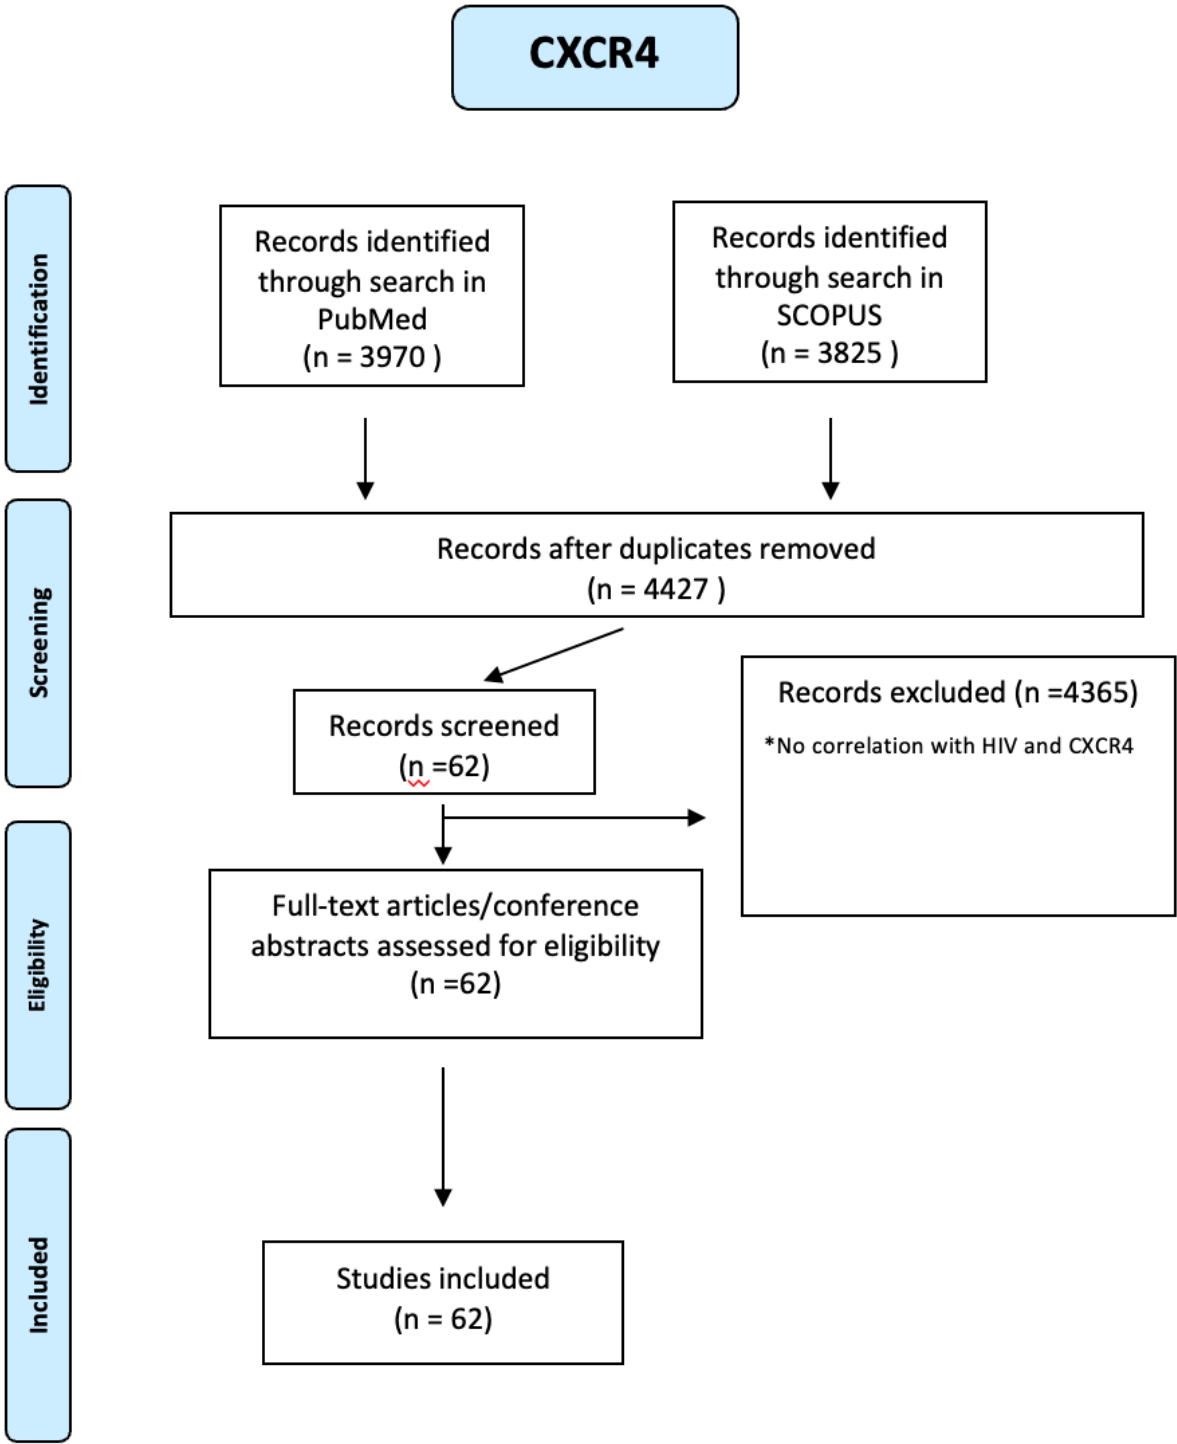 CXCR4
Identification
Records identified
through search in
PubMed
(n = 3970 )
Records identified
through search in
SCOPUS
(n = 3825 )
Screening
Records after duplicates removed
(n = 4427 )
Records screened
(n =62)
Records excluded (n =4365)
*No correlation with HIV and CXCR4
Eligibility
Full-text articles/conference
abstracts assessed for eligibility
(n =62)
Included
Studies included
(n = 62)